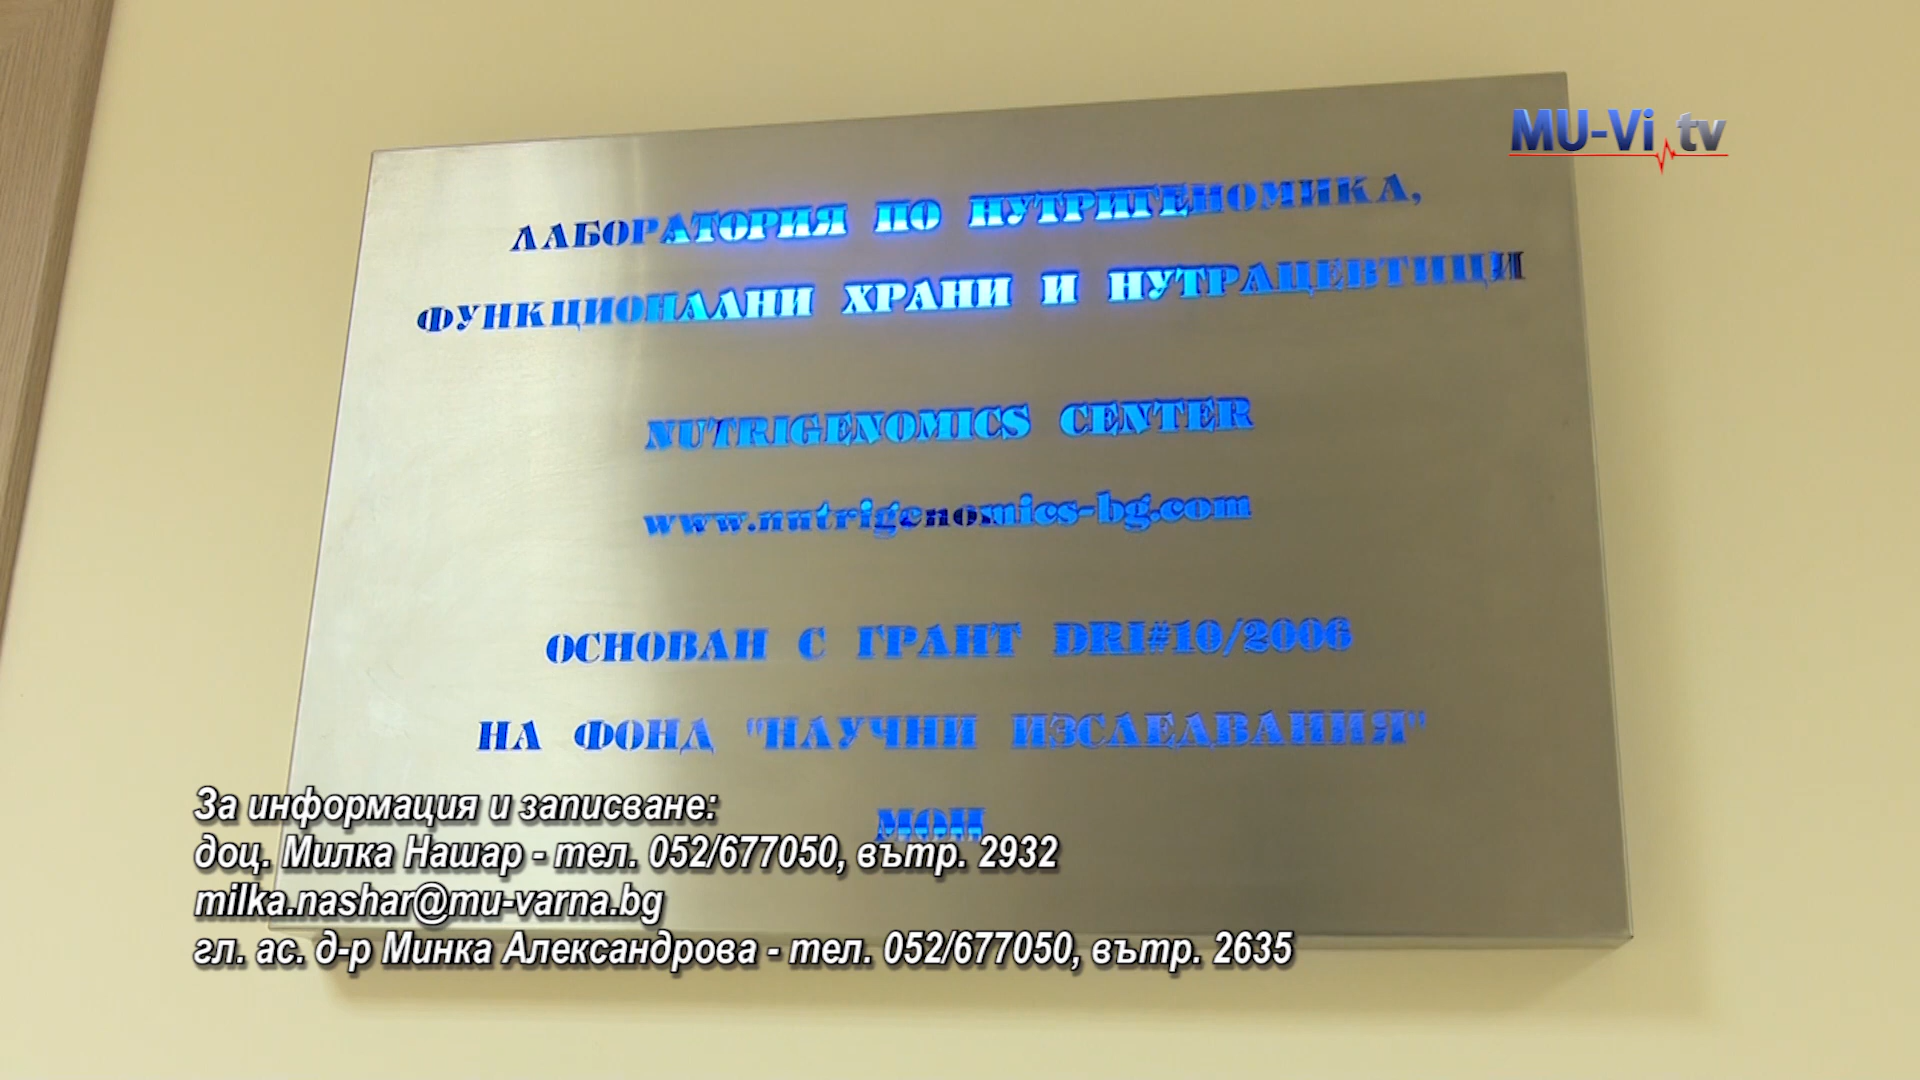 MU-Vi tv
ЛАБОРАТОРИЯ ПО НУТРИГЕНОМИКА,
ФУНКЦИОНАЛНИ ХРАНИ И НУТРАЦЕВТИЦИ
NUTRIGENOMICS CENTER
www.nutrigenomics-bg.com
ОСНОВАН С ГРАНТ DRI#10/2006
НА ФОНД "НАУЧНИ ИЗСЛЕДВАНИЯ"
МОН
За информация и записване:
доц. Милка Нашар - тел. 052/677050, вътр. 2932
milka.nashar@mu-varna.bg
гл. ас. д-р Минка Александрова - тел. 052/677050, вътр. 2635